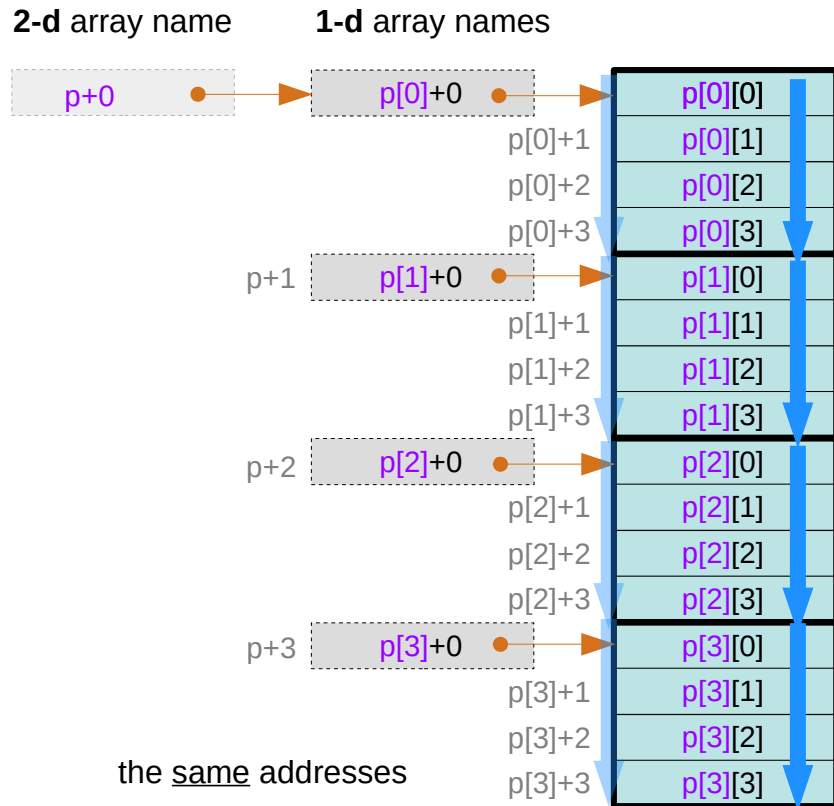 2-d array name 1-d array names
p+0 p[0]+0 p[0][0]
p[0]+1 p[0][1]
p[0]+2 p[0][2]
p[0]+3 p[0][3]
p+1 p[1]+0 p[1][0]
p[1]+1 p[1][1]
p[1]+2 p[1][2]
p[1]+3 p[1][3]
p+2 p[2]+0 p[2][0]
p[2]+1 p[2][1]
p[2]+2 p[2][2]
p[2]+3 p[2][3]
p+3 p[3]+0 p[3][0]
p[3]+1 p[3][1]
p[3]+2 p[3][2]
the same addresses p[3]+3 p[3][3]